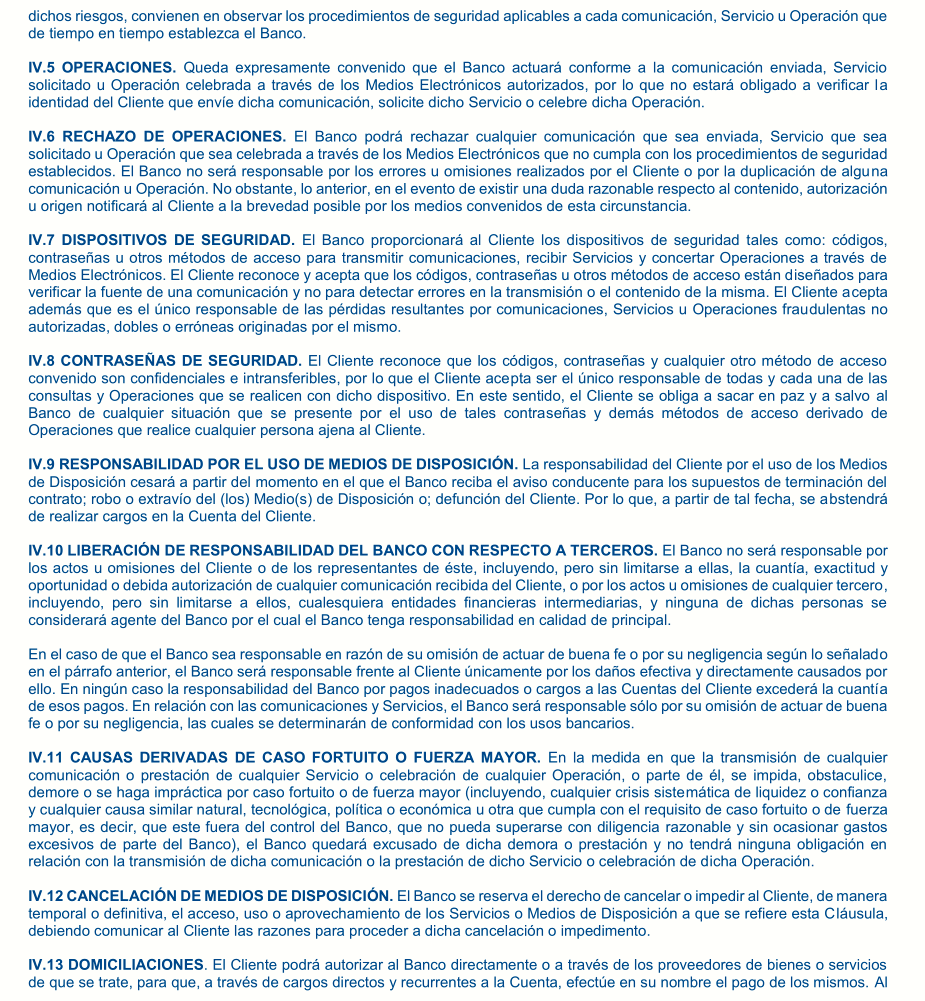 dichos riesgos, convienen en observar los procedimientos de seguridad aplicables a cada comunicación, Servicio u Operación que
de tiempo en tiempo establezca el Banco.
IV.5 OPERACIONES. Queda expresamente convenido que el Banco actuará conforme a la comunicación enviada, Servicio
solicitado u Operación celebrada a través de los Medios Electrónicos autorizados, por lo que no estará obligado a verificar la
identidad del Cliente que envíe dicha comunicación, solicite dicho Servicio o celebre dicha Operación.
IV.6 RECHAZO DE OPERACIONES. El Banco podrá rechazar cualquier comunicación que sea enviada, Servicio que sea
solicitado u Operación que sea celebrada a través de los Medios Electrónicos que no cumpla con los procedimientos de seguridad
establecidos. El Banco no será responsable por los errores u omisiones realizados por el Cliente o por la duplicación de alguna
comunicación u Operación. No obstante, lo anterior, en el evento de existir una duda razonable respecto al contenido, autorización
u origen notificará al Cliente a la brevedad posible por los medios convenidos de esta circunstancia.
IV.7 DISPOSITIVOS DE SEGURIDAD. El Banco proporcionará al Cliente los dispositivos de seguridad tales como: códigos,
contraseñas u otros métodos de acceso para transmitir comunicaciones, recibir Servicios y concertar Operaciones a través de
Medios Electrónicos. El Cliente reconoce y acepta que los códigos, contraseñas u otros métodos de acceso están diseñados para
verificar la fuente de una comunicación y no para detectar errores en la transmisión o el contenido de la misma. El Cliente acepta
además que es el único responsable de las pérdidas resultantes por comunicaciones, Servicios u Operaciones fraudulentas no
autorizadas, dobles o erróneas originadas por el mismo.
IV.8 CONTRASEÑAS DE SEGURIDAD. El Cliente reconoce que los códigos, contraseñas y cualquier otro método de acceso
convenido son confidenciales e intransferibles, por lo que el Cliente acepta ser el único responsable de todas y cada una de las
consultas y Operaciones que se realicen con dicho dispositivo. En este sentido, el Cliente se obliga a sacar en paz y a salvo al
Banco de cualquier situación que se presente por el uso de tales contraseñas y demás métodos de acceso derivado de
Operaciones que realice cualquier persona ajena al Cliente.
IV.9 RESPONSABILIDAD POR EL USO DE MEDIOS DE DISPOSICIÓN. La responsabilidad del Cliente por el uso de los Medios
de Disposición cesará a partir del momento en el que el Banco reciba el aviso conducente para los supuestos de terminación del
contrato; robo o extravío del (los) Medio(s) de Disposición o; defunción del Cliente. Por lo que, a partir de tal fecha, se abstendrá
de realizar cargos en la Cuenta del Cliente.
IV.10 LIBERACIÓN DE RESPONSABILIDAD DEL BANCO CON RESPECTO A TERCEROS. El Banco no será responsable por
los actos u omisiones del Cliente o de los representantes de éste, incluyendo, pero sin limitarse a ellas, la cuantía, exactitud y
oportunidad o debida autorización de cualquier comunicación recibida del Cliente, o por los actos u omisiones de cualquier tercero,
incluyendo, pero sin limitarse a ellos, cualesquiera entidades financieras intermediarias, y ninguna de dichas personas se
considerará agente del Banco por el cual el Banco tenga responsabilidad en calidad de principal.
En el caso de que el Banco sea responsable en razón de su omisión de actuar de buena fe o por su negligencia según lo señalado
en el párrafo anterior, el Banco será responsable frente al Cliente únicamente por los daños efectiva y directamente causados por
ello. En ningún caso la responsabilidad del Banco por pagos inadecuados o cargos a las Cuentas del Cliente excederá la cuantía
de esos pagos. En relación con las comunicaciones y Servicios, el Banco será responsable sólo por su omisión de actuar de buena
fe o por su negligencia, las cuales se determinarán de conformidad con los usos bancarios.
IV.11 CAUSAS DERIVADAS DE CASO FORTUITO O FUERZA MAYOR. En la medida en que la transmisión de cualquier
comunicación o prestación de cualquier Servicio o celebración de cualquier Operación, o parte de él, se impida, obstaculice,
demore o se haga impráctica por caso fortuito o de fuerza mayor (incluyendo, cualquier crisis sistemática de liquidez o confianza
y cualquier causa similar natural, tecnológica, política o económica u otra que cumpla con el requisito de caso fortuito o de fuerza
mayor, es decir, que este fuera del control del Banco, que no pueda superarse con diligencia razonable y sin ocasionar gastos
excesivos de parte del Banco), el Banco quedará excusado de dicha demora o prestación y no tendrá ninguna obligación en
relación con la transmisión de dicha comunicación o la prestación de dicho Servicio o celebración de dicha Operación.
IV.12 CANCELACIÓN DE MEDIOS DE DISPOSICIÓN. El Banco se reserva el derecho de cancelar o impedir al Cliente, de manera
temporal o definitiva, el acceso, uso o aprovechamiento de los Servicios o Medios de Disposición a que se refiere esta Cláusula,
debiendo comunicar al Cliente las razones para proceder a dicha cancelación o impedimento.
IV.13 DOMICILIACIONES. El Cliente podrá autorizar al Banco directamente o a través de los proveedores de bienes o servicios
de que se trate, para que, a través de cargos directos y recurrentes a la Cuenta, efectúe en su nombre el pago de los mismos. Al